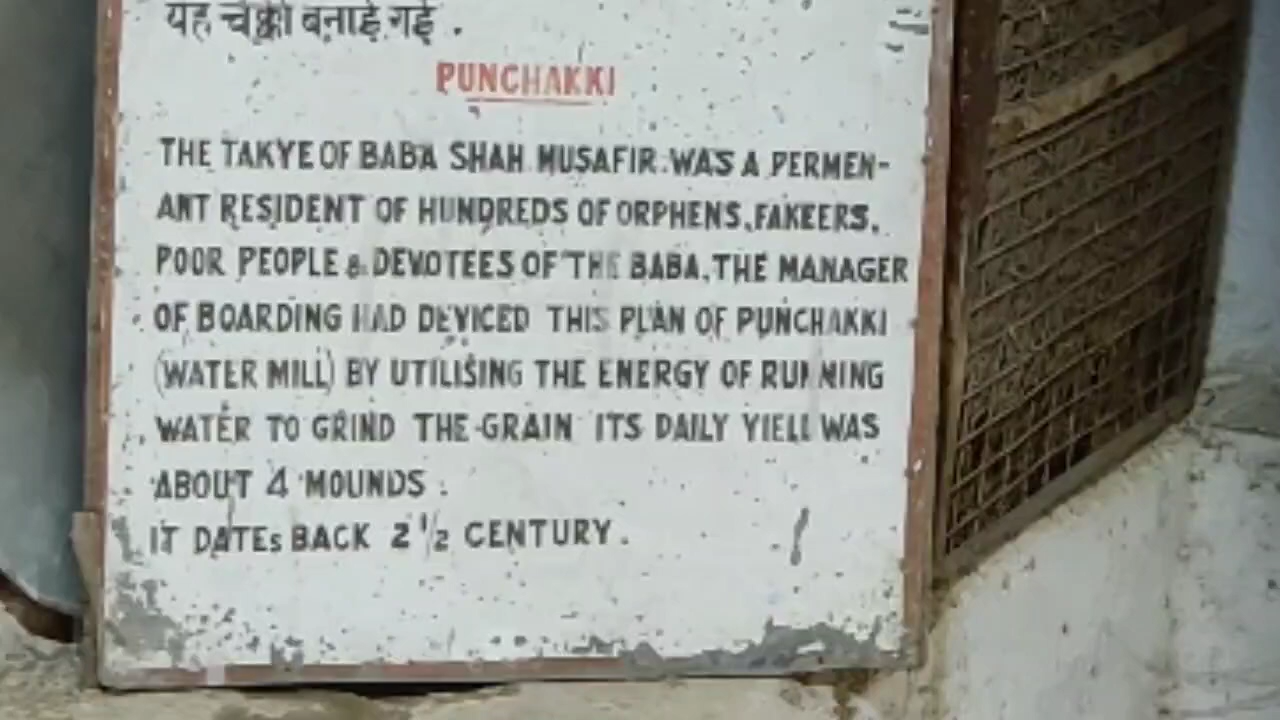 यह चक्की बनाई गई .
PUNCHAKKI
THE TAKYE OF BABA SHAH MUSAFIR. WAS A PERMEN-
ANT RESIDENT OF HUNDREDS OF ORPHENS, FAKEERS,
POOR PEOPLE & DEVOTEES OF THE BABA, THE MANAGER
OF BOARDING HAD DEVICED THIS PLAN OF PUNCHAKKI
(WATER MILL) BY UTILISING THE ENERGY OF RUNNING
WATER TO GRIND THE GRAIN ITS DAILY YIELL WAS
ABOUT 4 MOUNDS .
IT DATES BACK 2 1/2 CENTURY .